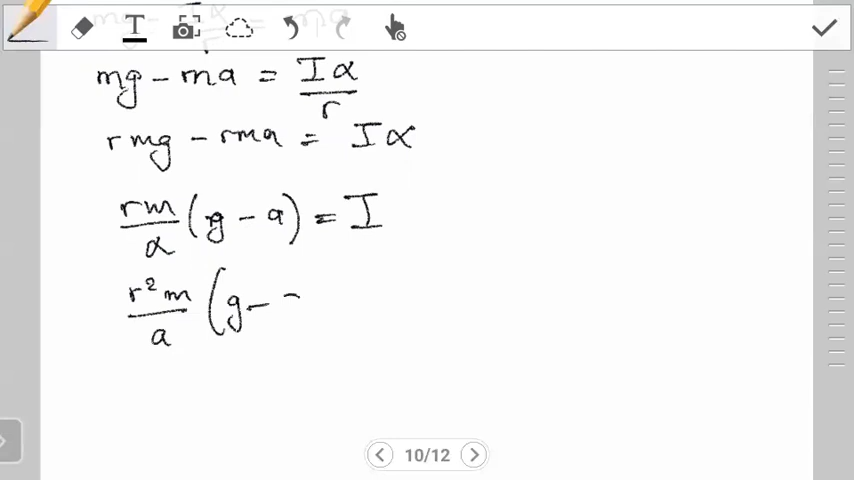 mg - ma = Iα/r
rmg - rma = Iα
rm/α (g - a) = I
r²m/a (g -
10/12